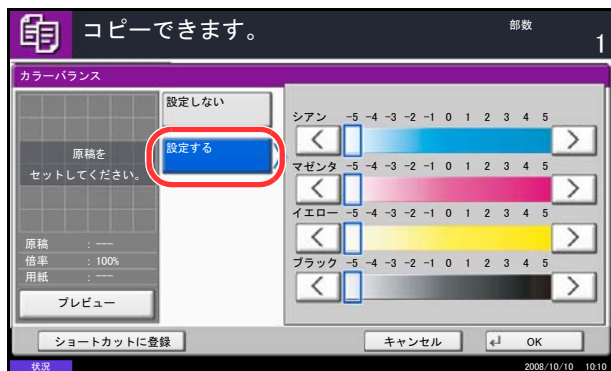 コピーできます。
部数
1
カラーバランス
設定しない
設定する
原稿を
セットしてください。
原稿 : ---
倍率 : 100%
用紙 : ---
プレビュー
シアン -5 -4 -3 -2 -1 0 1 2 3 4 5
マゼンタ -5 -4 -3 -2 -1 0 1 2 3 4 5
イエロー -5 -4 -3 -2 -1 0 1 2 3 4 5
ブラック -5 -4 -3 -2 -1 0 1 2 3 4 5
ショートカットに登録
キャンセル
OK
状況
2008/10/10 10:10